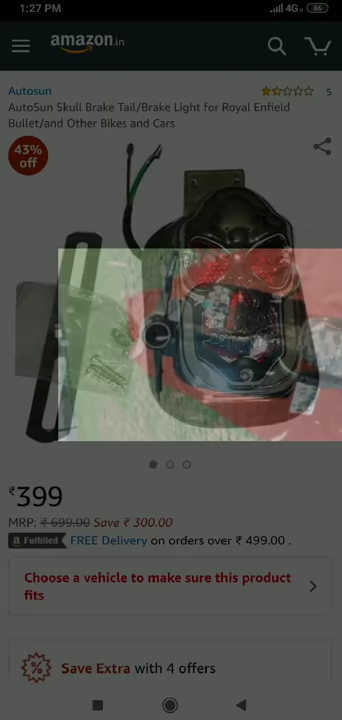 1:27 PM 4G 86
amazon.in
Autosun 5
AutoSun Skull Brake Tail/Brake Light for Royal Enfield
Bullet/and Other Bikes and Cars
43%
off
₹399
MRP: ₹ 699.00 Save ₹ 300.00
a Fulfilled FREE Delivery on orders over ₹ 499.00 .
Choose a vehicle to make sure this product
fits
Save Extra with 4 offers